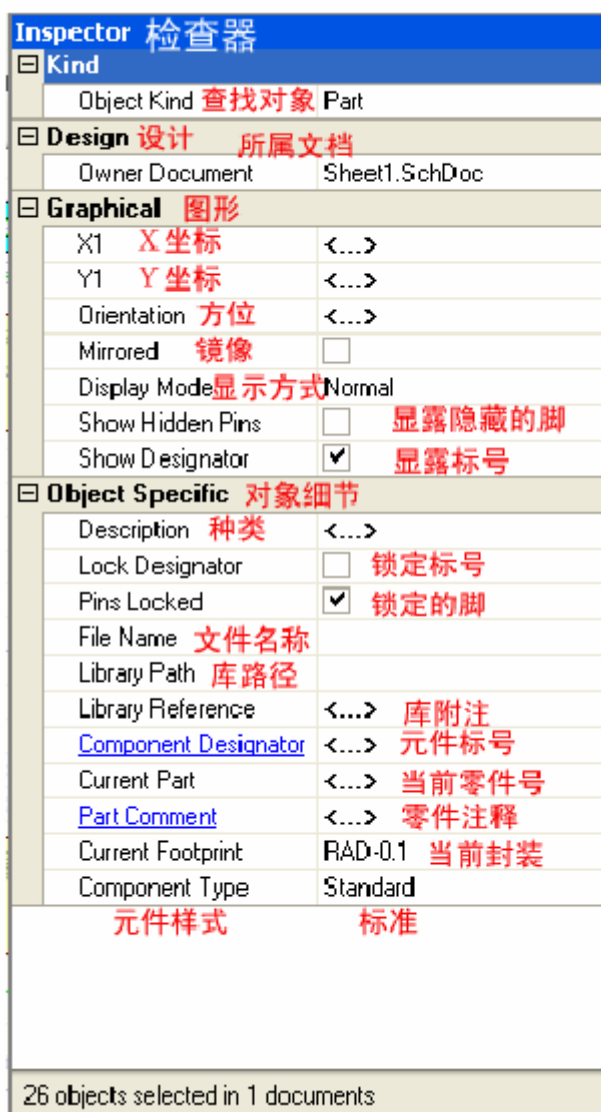 Inspector 检查器
Kind
Object Kind 查找对象 Part
Design 设计 所属文档
Owner Document Sheet1.SchDoc
Graphical 图形
X1 X 坐标 <...>
Y1 Y 坐标 <...>
Orientation 方位 <...>
Mirrored 镜像
Display Mode 显示方式 Normal
Show Hidden Pins 显露隐藏的脚
Show Designator 显露标号
Object Specific 对象细节
Description 种类 <...>
Lock Designator 锁定标号
Pins Locked 锁定的脚
File Name 文件名称
Library Path 库路径
Library Reference <...> 库附注
Component Designator <...> 元件标号
Current Part <...> 当前零件号
Part Comment <...> 零件注释
Current Footprint RAD-0.1 当前封装
Component Type Standard
元件样式 标准
26 objects selected in 1 documents